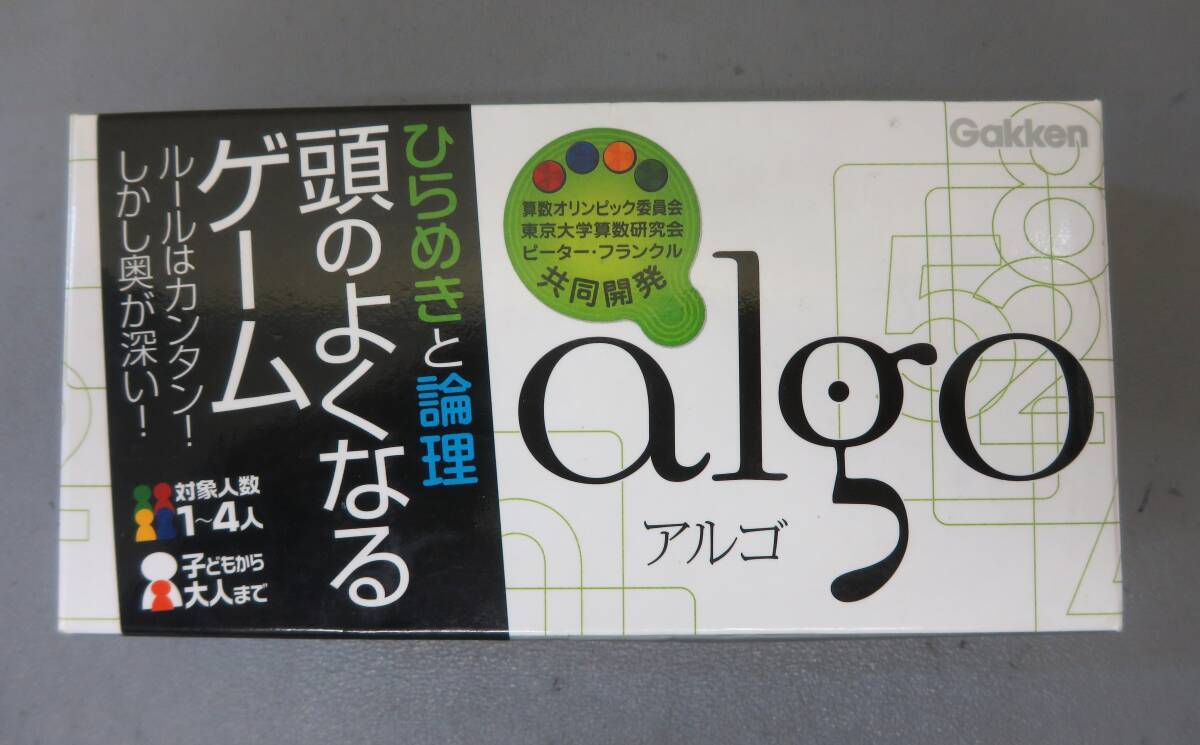 ひらめきと論理
頭のよくなる
ゲーム
ルールはカンタン！
しかし奥が深い！
対象人数
1～4人
子どもから
大人まで
Gakken
算数オリンピック委員会
東京大学算数研究会
ピーター・フランクル
共同開発
algo
アルゴ
8
5
5
2